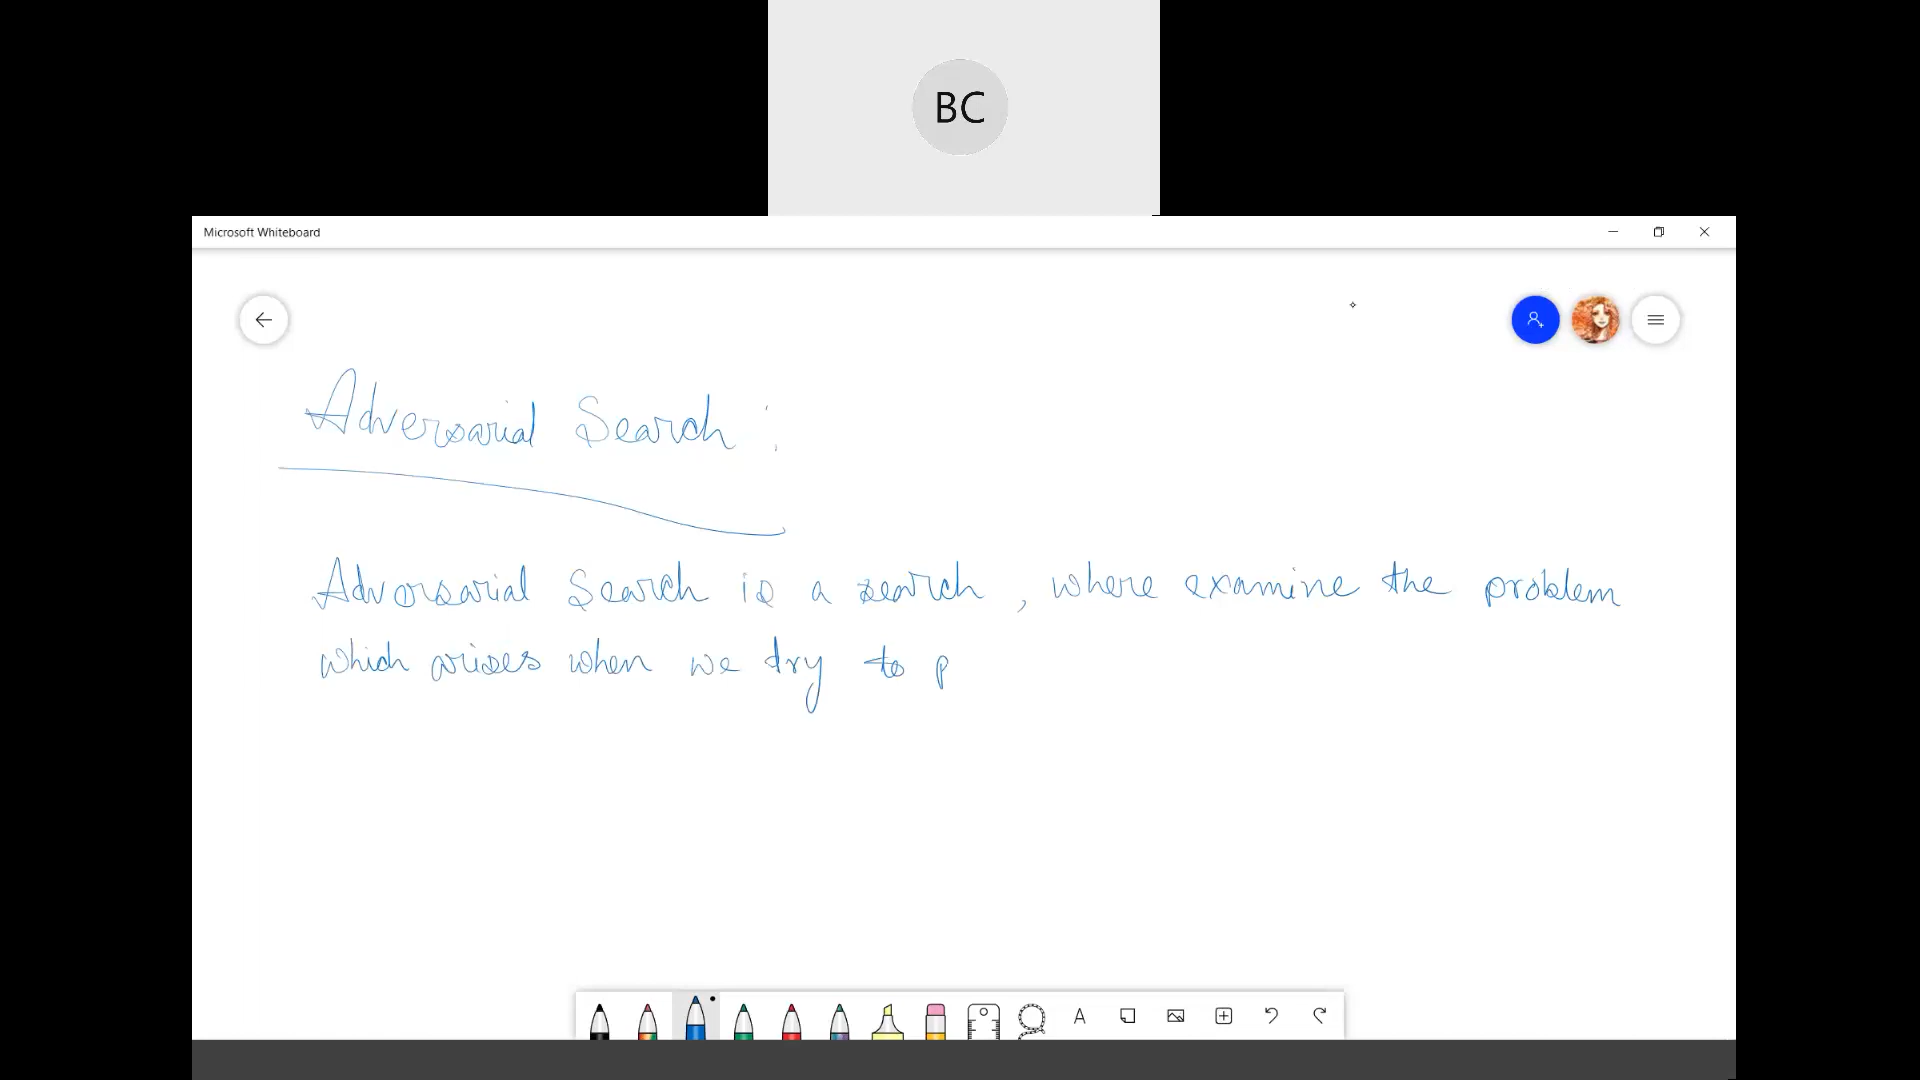 BC
Microsoft Whiteboard
Adversarial Search :
Adversarial Search is a search , where examine the problem
which arises when we try to p
A